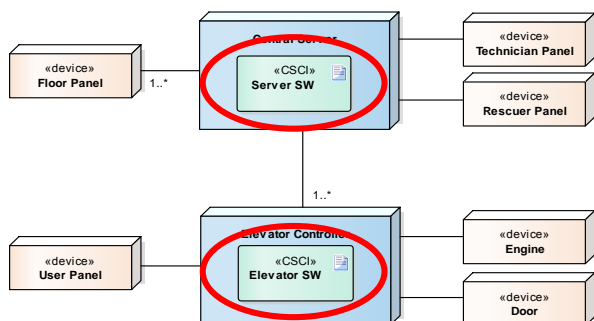 Central Server
«device»
Floor Panel
1..*
«CSCI»
Server SW
«device»
Technician Panel
«device»
Rescuer Panel
1..*
Elevator Controller
«device»
User Panel
«CSCI»
Elevator SW
«device»
Engine
«device»
Door